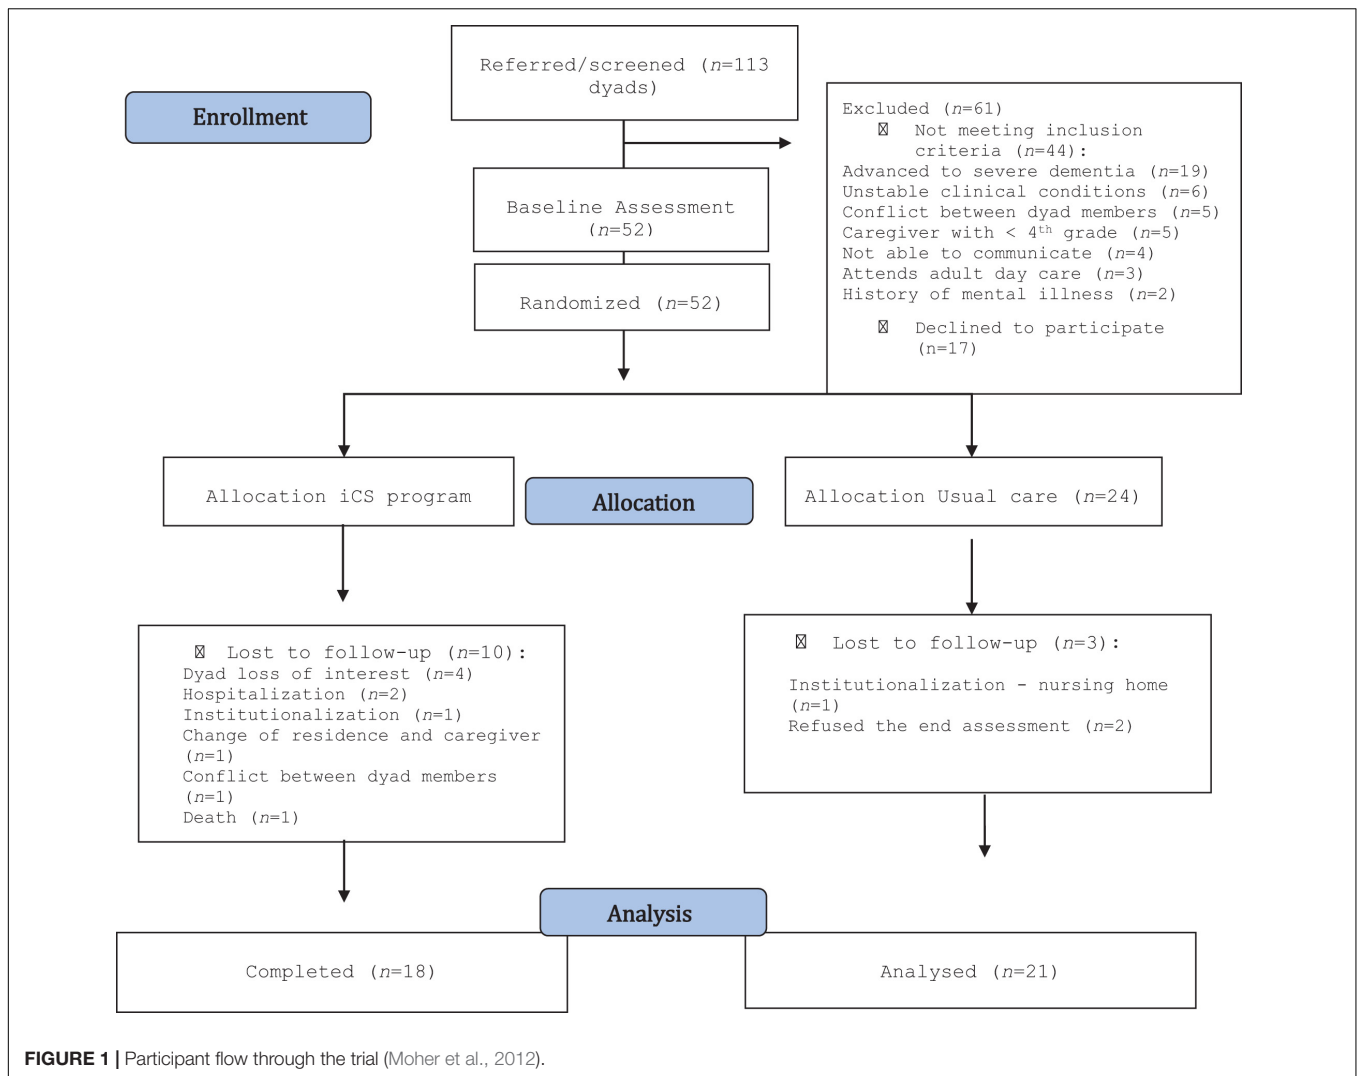 Referred/screened (n=113
dyads)
Enrollment
Excluded (n=61)
Not meeting inclusion
criteria (n=44):
Advanced to severe dementia (n=19)
Unstable clinical conditions (n=6)
Conflict between dyad members (n=5)
Caregiver with < 4th grade (n=5)
Not able to communicate (n=4)
Attends adult day care (n=3)
History of mental illness (n=2)
Declined to participate
(n=17)
Baseline Assessment
(n=52)
Randomized (n=52)
Allocation iCS program
Allocation
Allocation Usual care (n=24)
Lost to follow-up (n=10):
Dyad loss of interest (n=4)
Hospitalization (n=2)
Institutionalization (n=1)
Change of residence and caregiver
(n=1)
Conflict between dyad members
(n=1)
Death (n=1)
Lost to follow-up (n=3):
Institutionalization - nursing home
(n=1)
Refused the end assessment (n=2)
Analysis
Completed (n=18)
Analysed (n=21)
FIGURE 1 | Participant flow through the trial (Moher et al., 2012).